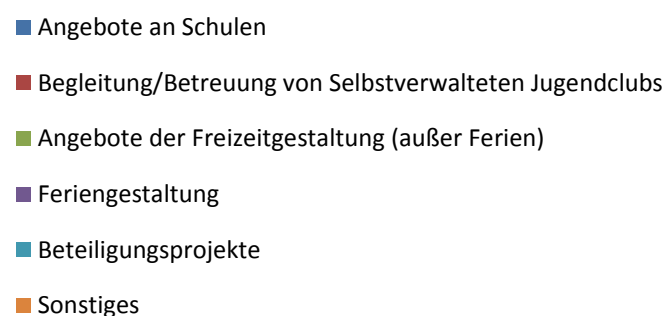 Angebote an Schulen
Begleitung/Betreuung von Selbstverwalteten Jugendclubs
Angebote der Freizeitgestaltung (außer Ferien)
Feriengestaltung
Beteiligungsprojekte
Sonstiges